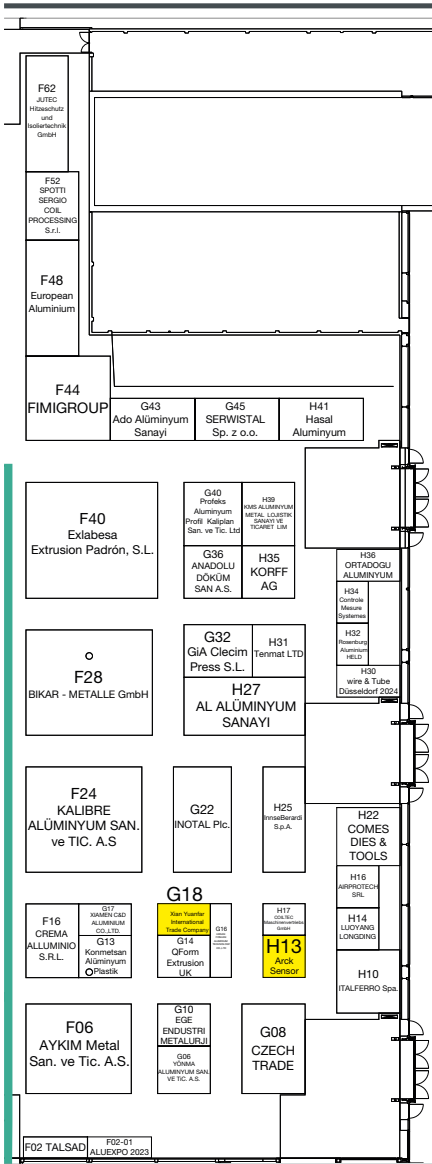 F62
JUTEC
Hitzeschutz
und
Isoliertechnik
GmbH
F52
SPOTTI
SERGIO
COIL
PROCESSING
S.r.l.
F48
European
Aluminium
F44
FIMIGROUP
G43
Ado Alüminyum
Sanayi
G45
SERWISTAL
Sp. z o.o.
H41
Hasal
Aluminyum
F40
Exlabesa
Extrusion Padrón, S.L.
G40
Profeks
Aluminyum
Profil Kaliplan
San. ve Tic. Ltd
H39
KMS ALUMINYUM
METAL LOJISTIK
SANAYI VE
TICARET LIM
G36
ANADOLU
DÖKÜM
SAN A.S.
H35
KORFF
AG
H36
ORTADOGU
ALUMINYUM
H34
Controle
Mesure
Systemes
H32
Rosenburg
Aluminium
HELD
H30
wire & Tube
Düsseldorf 2024
F28
BIKAR - METALLE GmbH
G32
GiA Clecim
Press S.L.
H31
Tenmat LTD
H27
AL ALÜMINYUM
SANAYI
F24
KALIBRE
ALÜMINYUM SAN.
ve TIC. A.S
G22
INOTAL Plc.
H25
InnseBerardi
S.p.A.
H22
COMES
DIES &
TOOLS
H16
AIRPROTECH
SRL
H14
LUOYANG
LONGDING
H10
ITALFERRO Spa.
F16
CREMA
ALLUMINIO
S.R.L.
G17
XIAMEN C&D
ALUMINIUM
CO.,LTD.
G13
Konmetsan
Alüminyum
Plastik
G18
Xian Yuanfar
International
Trade Company
G16
G14
QForm
Extrusion
UK
H17
COILTEC
Maschinenvertriebs
GmbH
H13
Arck
Sensor
F06
AYKIM Metal
San. ve Tic. A.S.
G10
EGE
ENDUSTRI
METALURJI
G06
YÖNMA
ALUMINYUM SAN.
VE TIC. A.S.
G08
CZECH
TRADE
F02 TALSAD
F02-01
ALUEXPO 2023